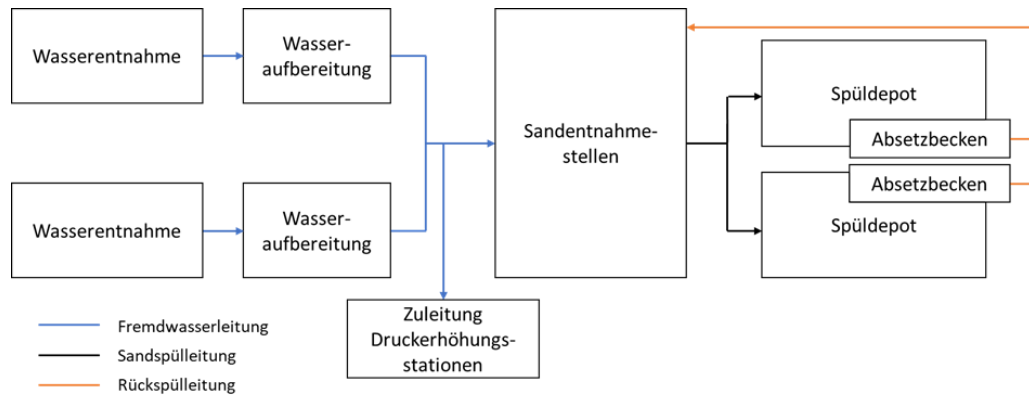 Wasserentnahme
Wasser-
aufbereitung
Sandentnahme-
stellen
Spüldepot
Absetzbecken
Absetzbecken
Spüldepot
Wasserentnahme
Wasser-
aufbereitung
Zuleitung
Druckerhöhungs-
stationen
Fremdwasserleitung
Sandspülleitung
Rückspülleitung